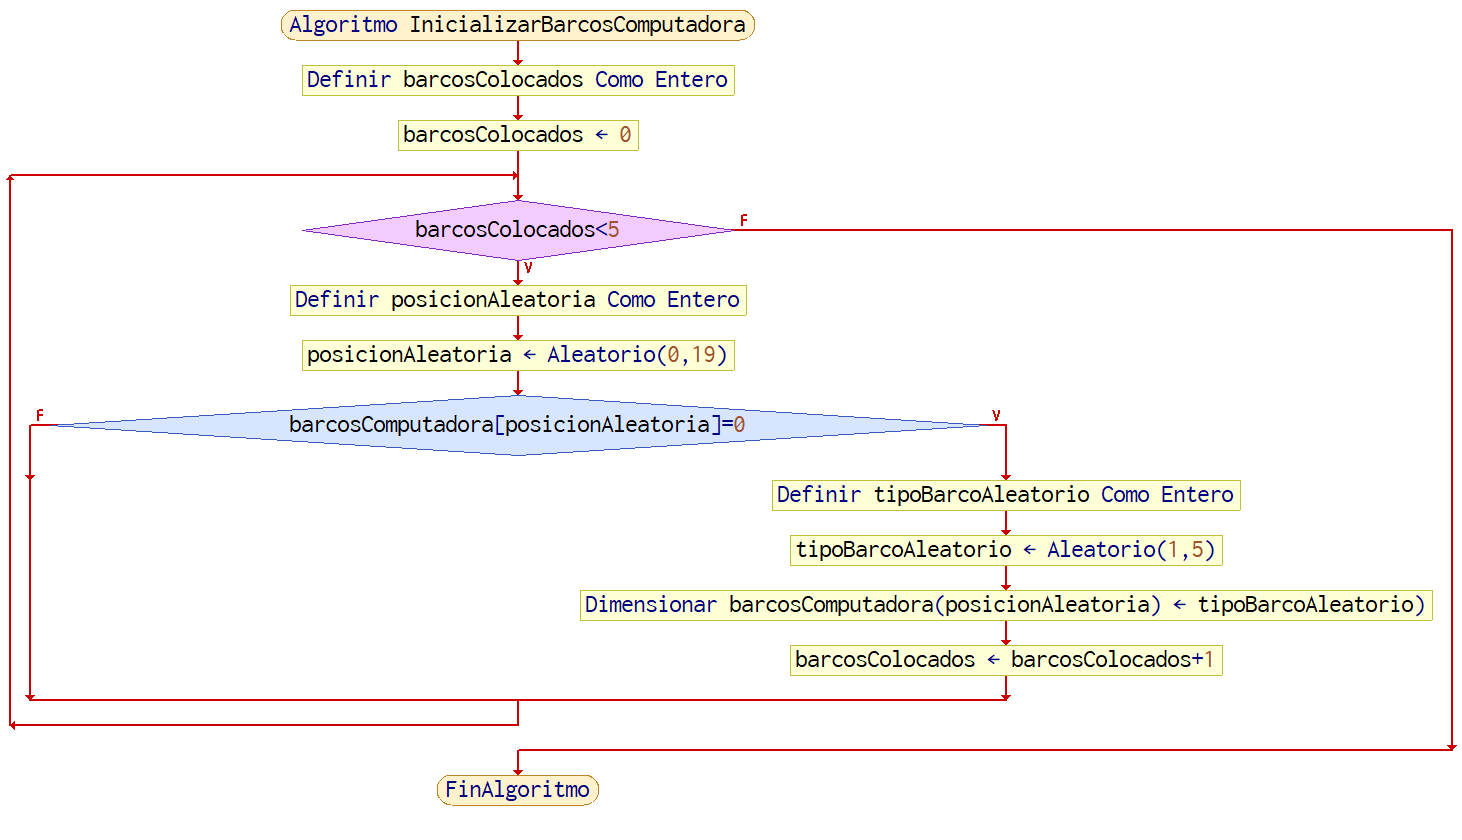 Algoritmo InicializarBarcosComputadora
Definir barcosColocados Como Entero
barcosColocados ← 0
barcosColocados<5
F
V
Definir posicionAleatoria Como Entero
posicionAleatoria ← Aleatorio(0,19)
F
barcosComputadora[posicionAleatoria]=0
V
Definir tipoBarcoAleatorio Como Entero
tipoBarcoAleatorio ← Aleatorio(1,5)
Dimensionar barcosComputadora(posicionAleatoria) ← tipoBarcoAleatorio)
barcosColocados ← barcosColocados+1
FinAlgoritmo